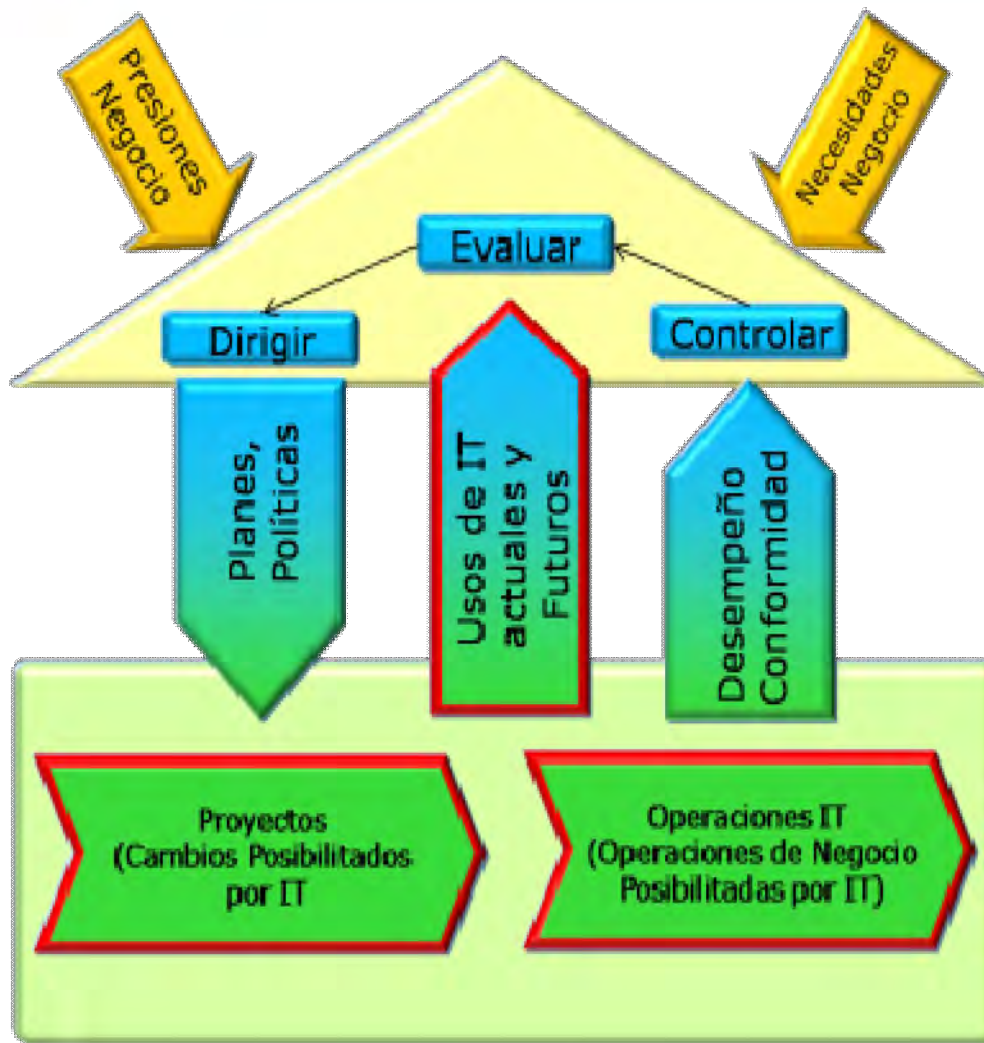 Presiones
Negocio
Necesidades
Negocio
Evaluar
Dirigir
Controlar
Planes,
Políticas
Usos de IT
actuales y
Futuros
Desempeño
Conformidad
Proyectos
(Cambios Posibilitados
por IT
Operaciones IT
(Operaciones de Negocio
Posibilitadas por IT)